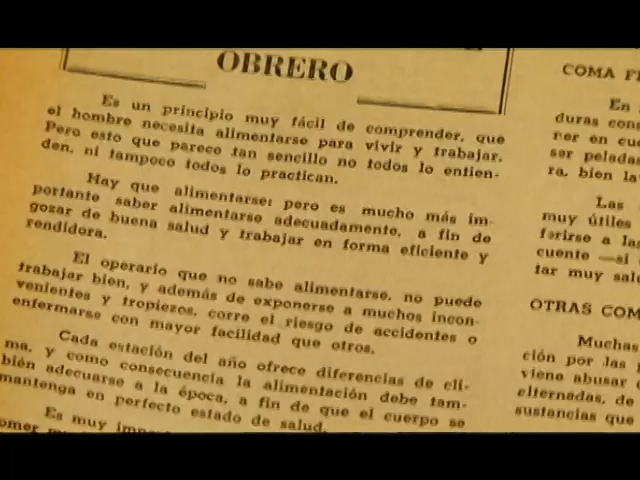 OBRERO
Es un principio muy fácil de comprender, que
el hombre necesita alimentarse para vivir y trabajar.
Pero esto que parece tan sencillo no todos lo entien-
den, ni tampoco todos lo practican.
Hay que alimentarse; pero es mucho más im-
portante saber alimentarse adecuadamente, a fin de
gozar de buena salud y trabajar en forma eficiente y
rendidora.
El operario que no sabe alimentarse, no puede
trabajar bien, y además de exponerse a muchos incon-
venientes y tropiezos, corre el riesgo de accidentes o
enfermarse con mayor facilidad que otros.
Cada estación del año ofrece diferencias de cli-
ma, y como consecuencia la alimentación debe tam-
bién adecuarse a la época, a fin de que el cuerpo se
mantenga en perfecto estado de salud.
Es muy
COMA
En
duras
ner en
ser
ra, bien
Las
muy útiles
ferirse a
cuente —si
tar muy
OTRAS
Muchas
ción por las
viene abusar
alternadas, de
sustancias que